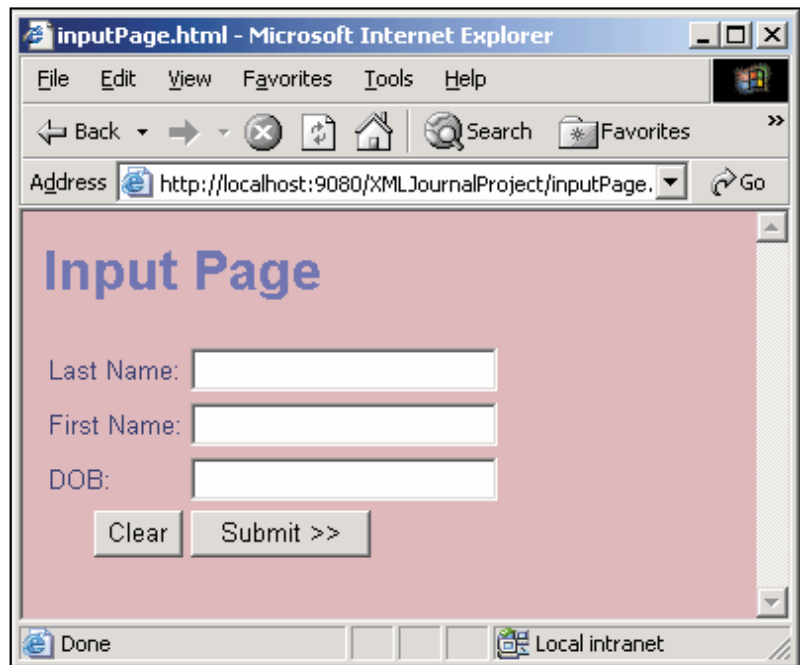 inputPage.html - Microsoft Internet Explorer
File Edit View Favorites Tools Help
Back Search Favorites »
Address http://localhost:9080/XMLJournalProject/inputPage. Go
Input Page
Last Name:
First Name:
DOB:
Clear Submit >>
Done Local intranet